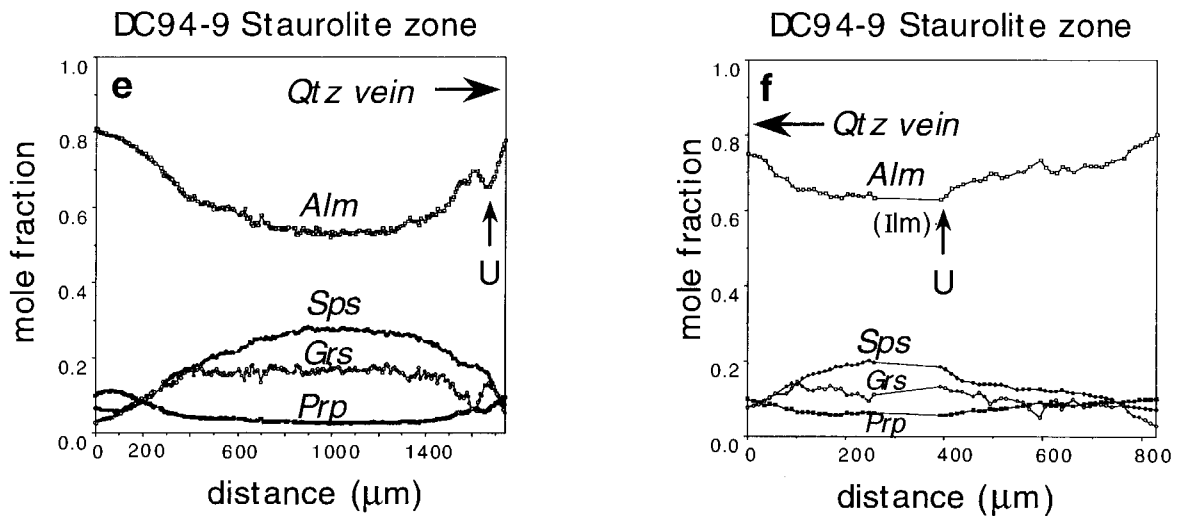 DC94-9 Staurolite zone
e
Qtz vein
Alm
U
Sps
Grs
Prp
mole fraction
1.0
0.8
0.6
0.4
0.2
0.0
0
200
600
1000
1400
distance (μm)
DC94-9 Staurolite zone
f
Qtz vein
Alm
(Ilm)
U
Sps
Grs
Prp
mole fraction
1.0
0.8
0.6
0.4
0.2
0.0
0
200
400
600
800
distance (μm)